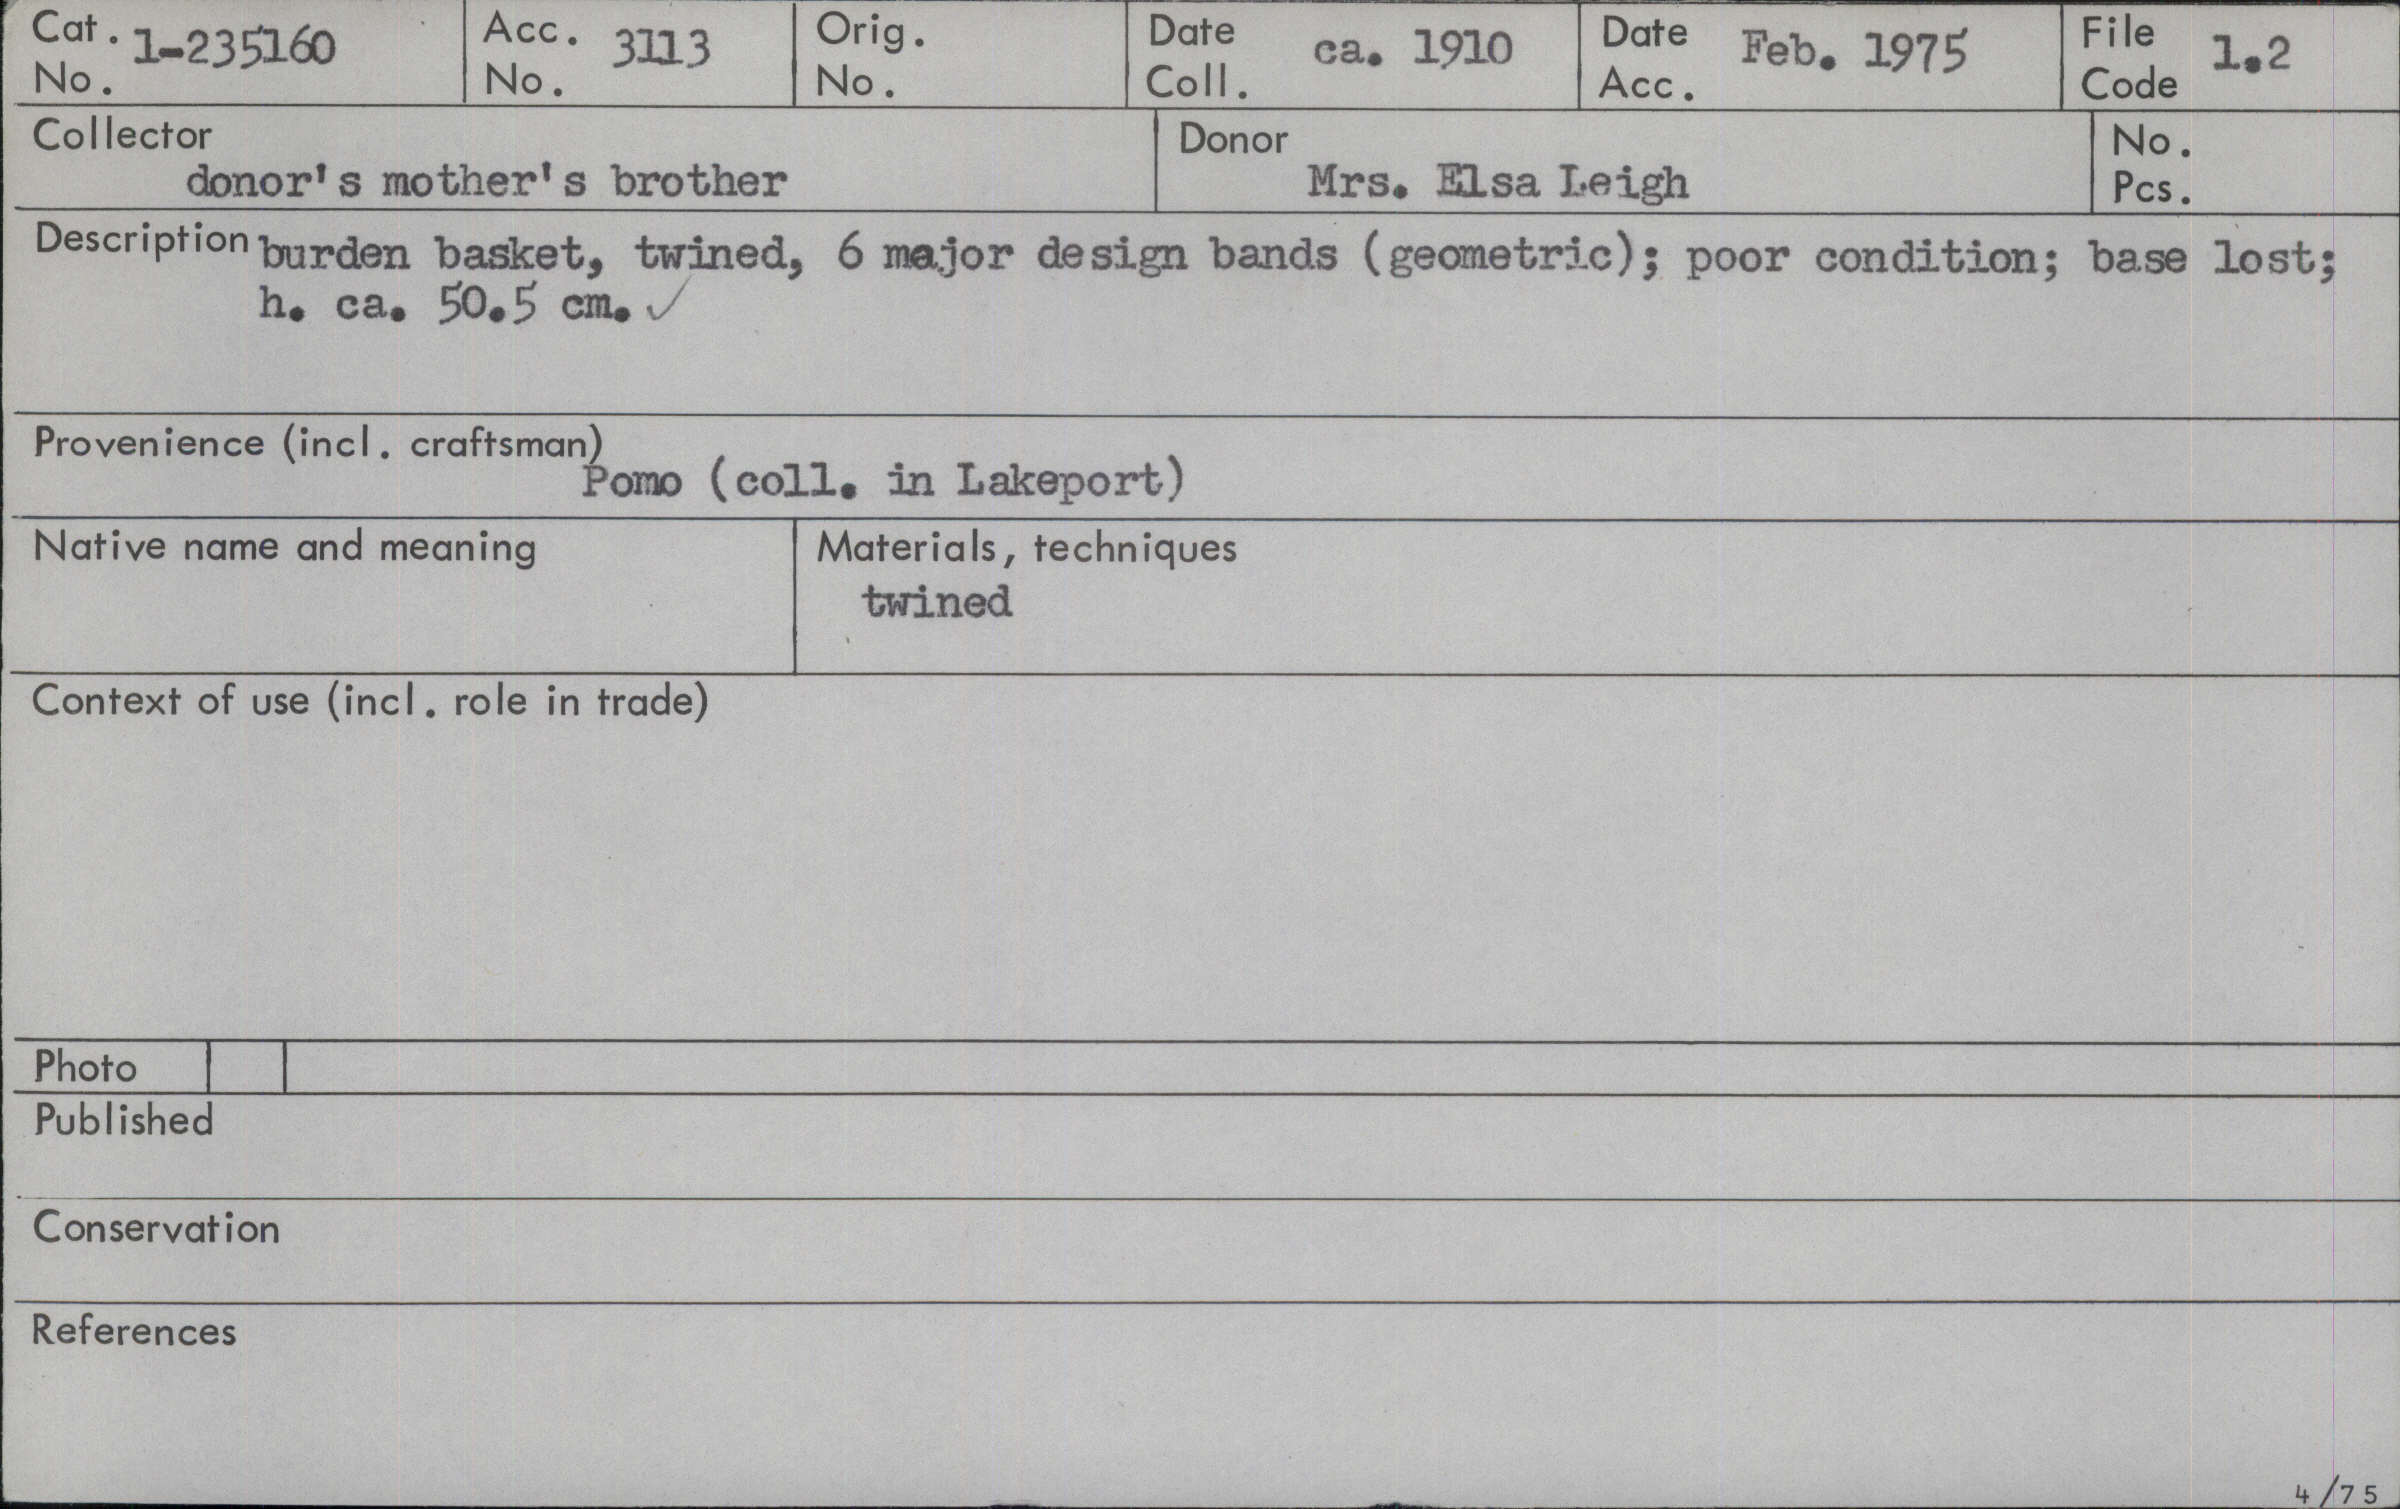 Cat. No. 1-235160 Acc. No. 3113 Orig. No. Date Coll. ca. 1910 Date Acc. Feb. 1975 File Code 1.2
Collector donor's mother's brother Donor Mrs. Elsa Leigh No. Pcs.
Description burden basket, twined, 6 major design bands (geometric); poor condition; base lost;
h. ca. 50.5 cm. ✓
Provenience (incl. craftsman)
Pomo (coll. in Lakeport)
Native name and meaning Materials, techniques
twined
Context of use (incl. role in trade)
Photo
Published
Conservation
References
4/75